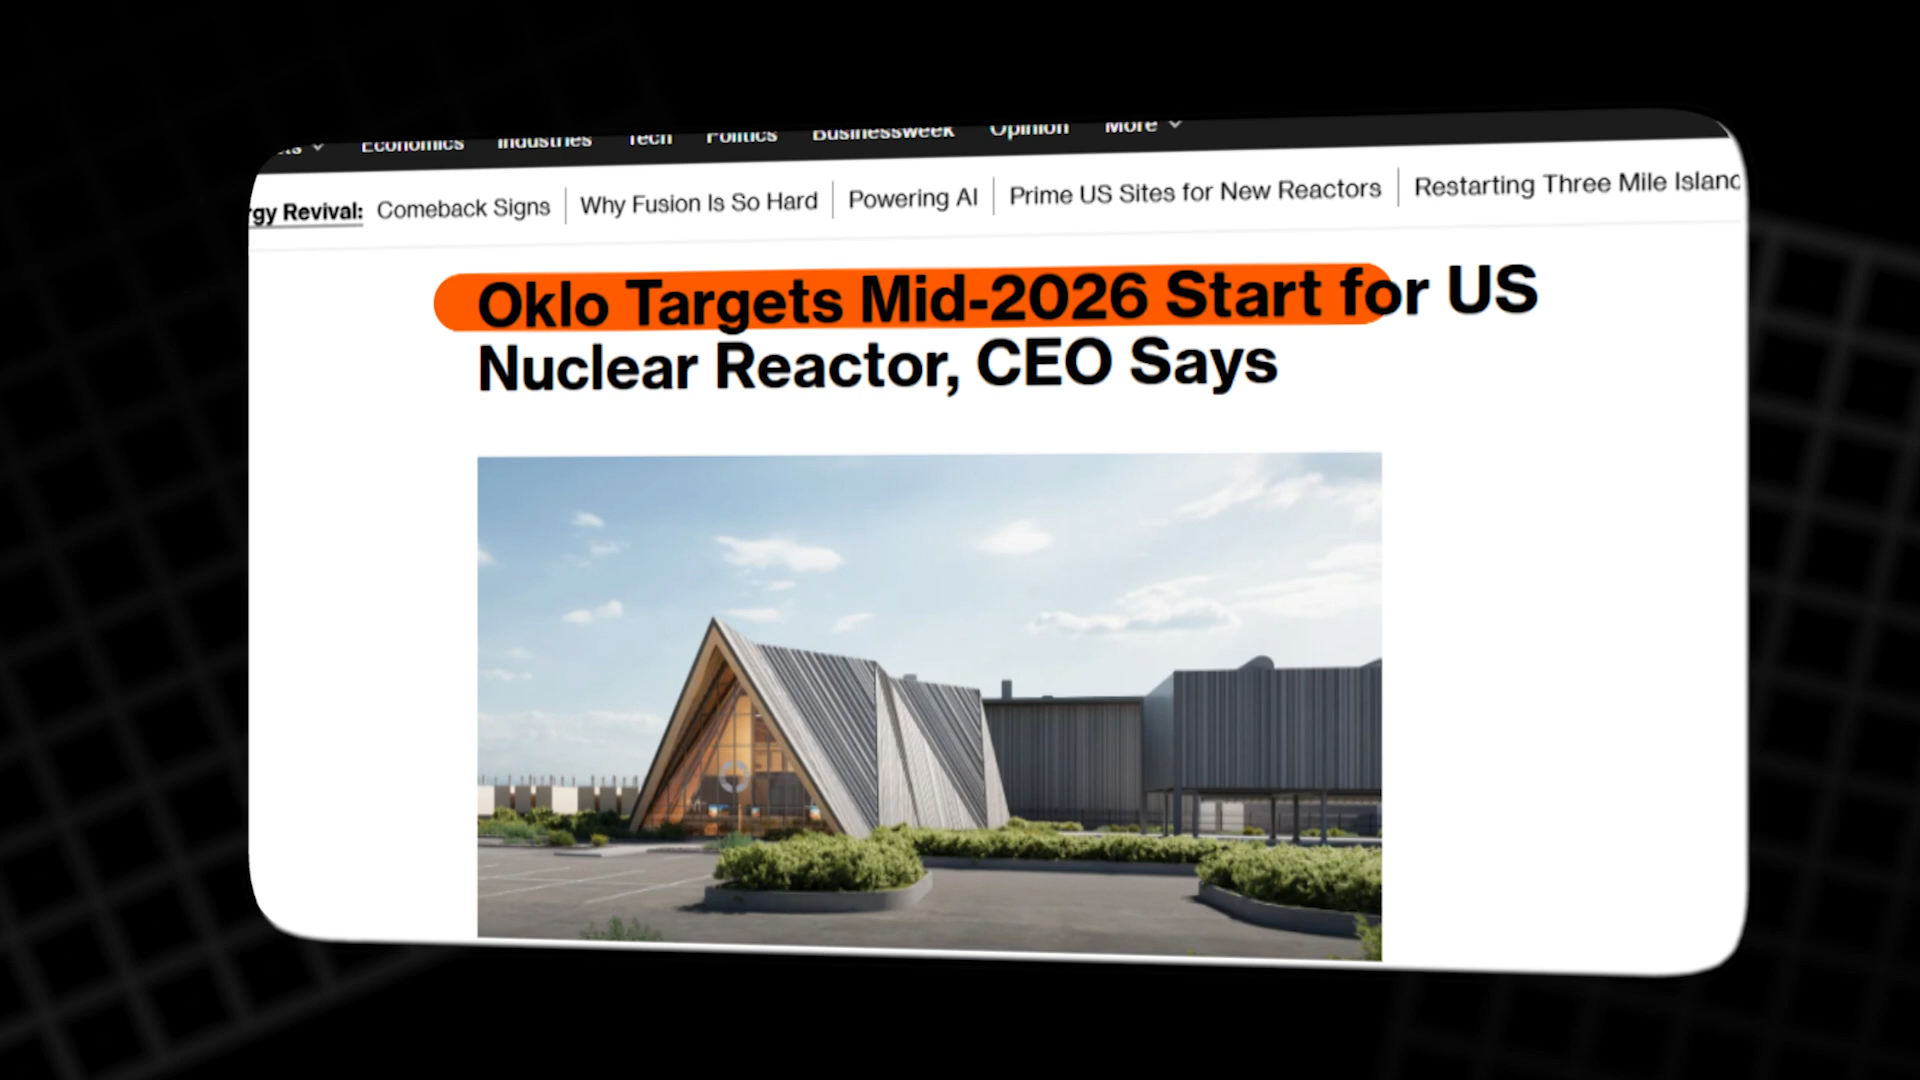 Economics Industries Tech Politics Businessweek Opinion More
gy Revival: Comeback Signs Why Fusion Is So Hard Powering AI Prime US Sites for New Reactors Restarting Three Mile Island
Oklo Targets Mid-2026 Start for US
Nuclear Reactor, CEO Says